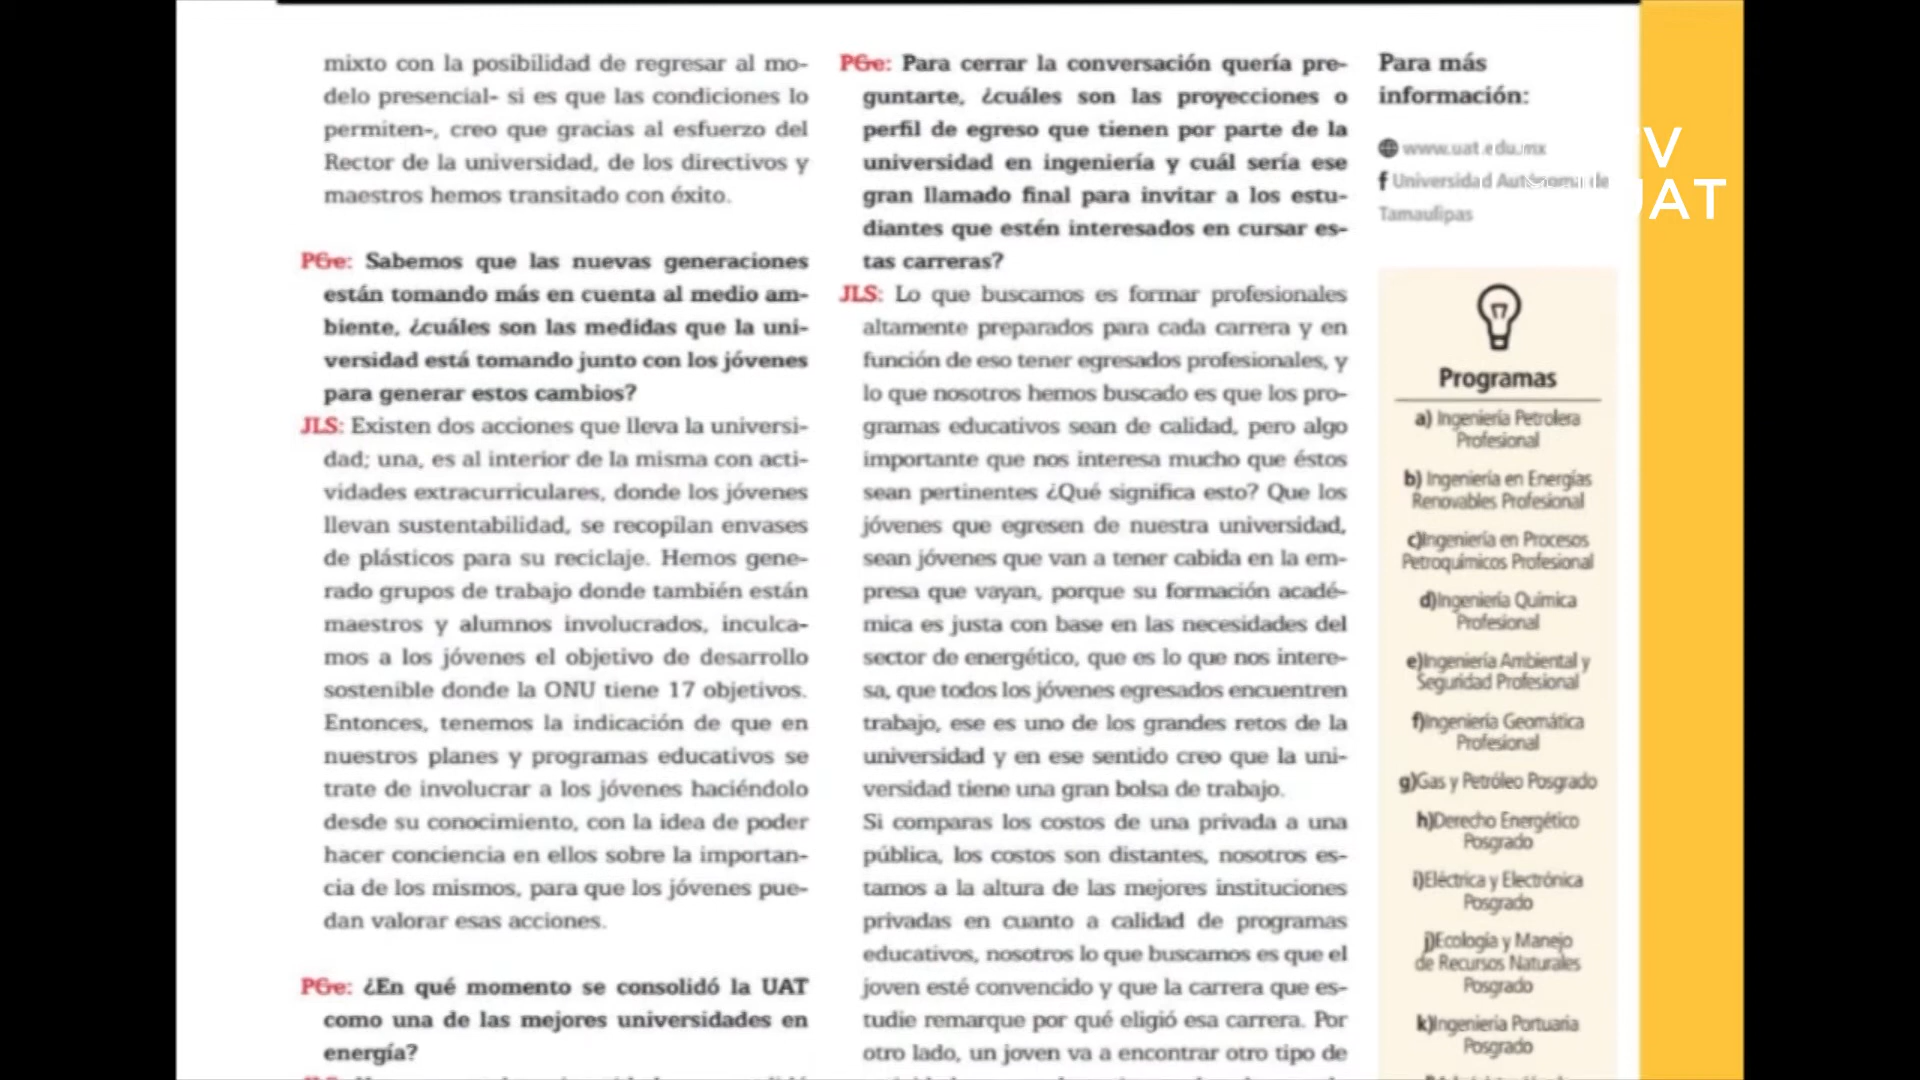 mixto con la posibilidad de regresar al mo-
delo presencial- si es que las condiciones lo
permiten-, creo que gracias al esfuerzo del
Rector de la universidad, de los directivos y
maestros hemos transitado con éxito.
PGe: Sabemos que las nuevas generaciones
están tomando más en cuenta al medio am-
biente, ¿cuáles son las medidas que la uni-
versidad está tomando junto con los jóvenes
para generar estos cambios?
JLS: Existen dos acciones que lleva la universi-
dad; una, es al interior de la misma con acti-
vidades extracurriculares, donde los jóvenes
llevan sustentabilidad, se recopilan envases
de plásticos para su reciclaje. Hemos gene-
rado grupos de trabajo donde también están
maestros y alumnos involucrados, inculca-
mos a los jóvenes el objetivo de desarrollo
sostenible donde la ONU tiene 17 objetivos.
Entonces, tenemos la indicación de que en
nuestros planes y programas educativos se
trate de involucrar a los jóvenes haciéndolo
desde su conocimiento, con la idea de poder
hacer conciencia en ellos sobre la importan-
cia de los mismos, para que los jóvenes pue-
dan valorar esas acciones.
PGe: ¿En qué momento se consolidó la UAT
como una de las mejores universidades en
energía?
PGe: Para cerrar la conversación quería pre-
guntarte, ¿cuáles son las proyecciones o
perfil de egreso que tienen por parte de la
universidad en ingeniería y cuál sería ese
gran llamado final para invitar a los estu-
diantes que estén interesados en cursar es-
tas carreras?
JLS: Lo que buscamos es formar profesionales
altamente preparados para cada carrera y en
función de eso tener egresados profesionales, y
lo que nosotros hemos buscado es que los pro-
gramas educativos sean de calidad, pero algo
importante que nos interesa mucho que éstos
sean pertinentes ¿Qué significa esto? Que los
jóvenes que egresen de nuestra universidad,
sean jóvenes que van a tener cabida en la em-
presa que vayan, porque su formación acadé-
mica es justa con base en las necesidades del
sector de energético, que es lo que nos intere-
sa, que todos los jóvenes egresados encuentren
trabajo, ese es uno de los grandes retos de la
universidad y en ese sentido creo que la uni-
versidad tiene una gran bolsa de trabajo.
Si comparas los costos de una privada a una
pública, los costos son distantes, nosotros es-
tamos a la altura de las mejores instituciones
privadas en cuanto a calidad de programas
educativos, nosotros lo que buscamos es que el
joven esté convencido y que la carrera que es-
tudie remarque por qué eligió esa carrera. Por
otro lado, un joven va a encontrar otro tipo de
Para más
información:
www.uat.edu.mx
Universidad Autónoma de
Tamaulipas
Programas
a) Ingeniería Petrolera
Profesional
b) Ingeniería en Energías
Renovables Profesional
c)Ingeniería en Procesos
Petroquímicos Profesional
d)Ingeniería Química
Profesional
e)Ingeniería Ambiental y
Seguridad Profesional
f)Ingeniería Geomática
Profesional
g)Gas y Petróleo Posgrado
h)Derecho Energético
Posgrado
i)Eléctrica y Electrónica
Posgrado
j)Ecología y Manejo
de Recursos Naturales
Posgrado
k)Ingeniería Portuaria
Posgrado